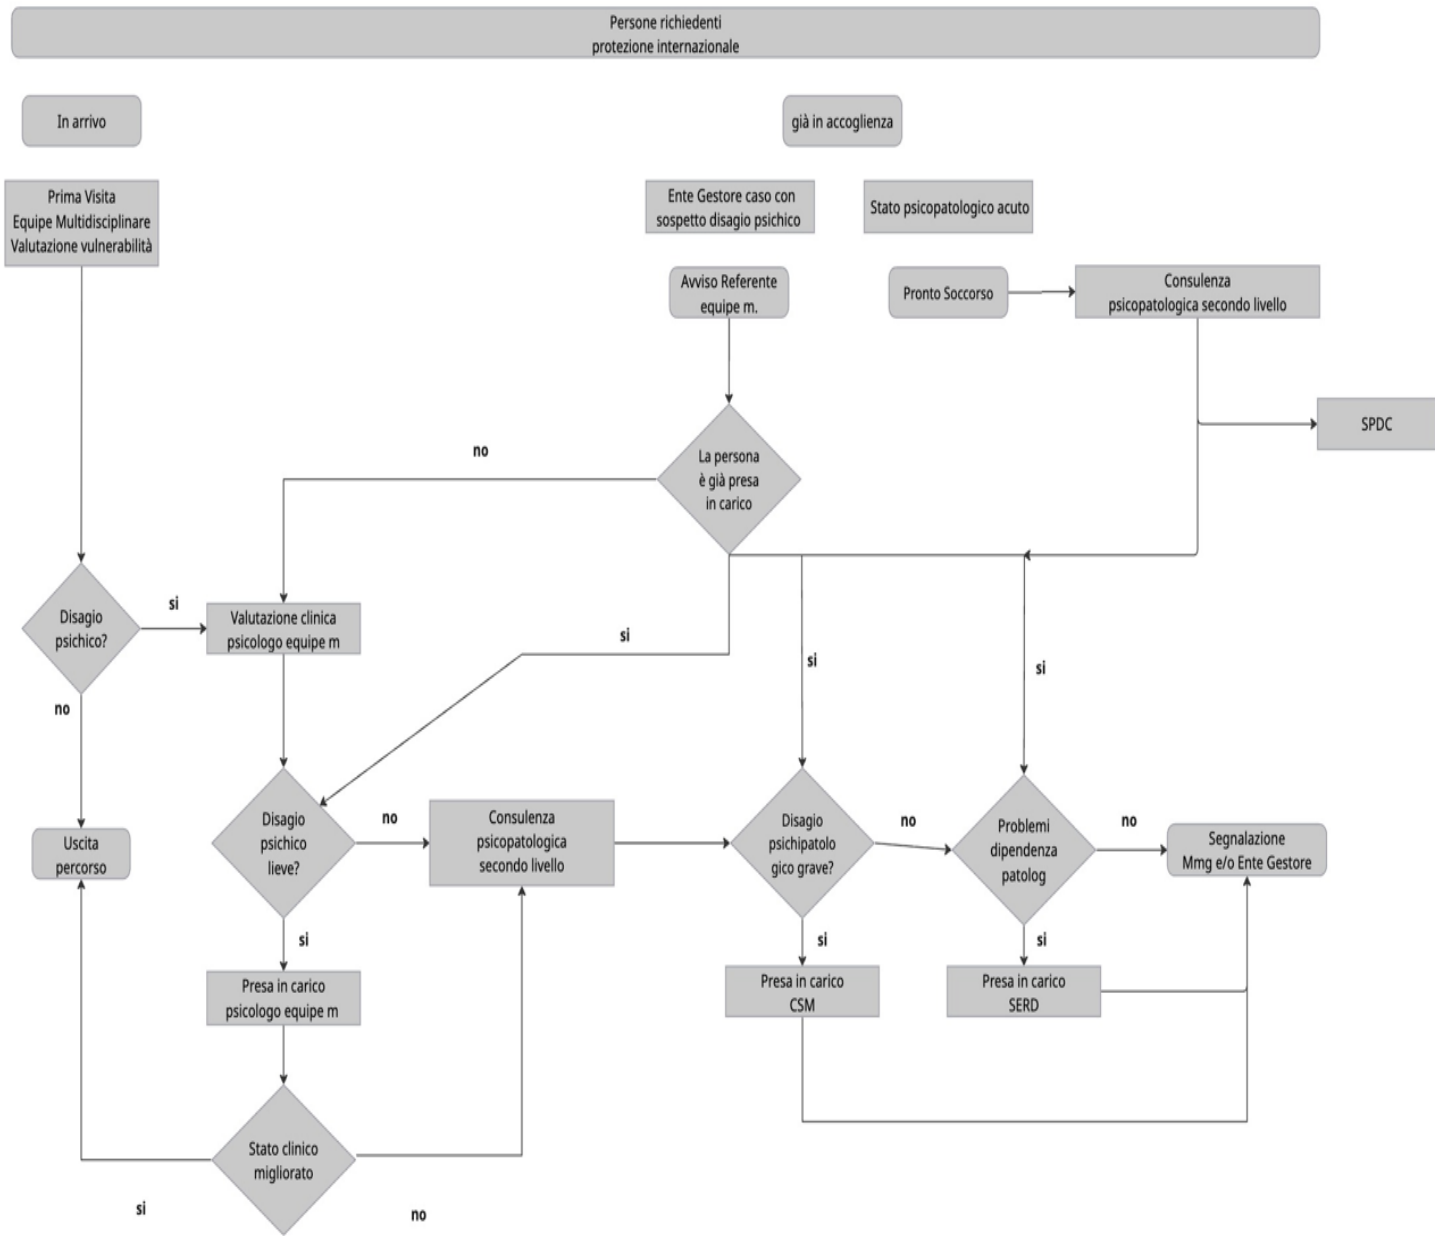 Persone richiedenti
protezione internazionale
In arrivo
già in accoglienza
Prima Visita
Equipe Multidisciplinare
Valutazione vulnerabilità
Ente Gestore caso con
sospetto disagio psichico
Stato psicopatologico acuto
Avviso Referente
equipe m.
Pronto Soccorso
Consulenza
psicopatologica secondo livello
SPDC
La persona
è già presa
in carico
no
Disagio
psichico?
si
Valutazione clinica
psicologo equipe m
si
si
si
no
Disagio
psichico
lieve?
no
Consulenza
psicopatologica
secondo livello
Disagio
psichipatolo
gico grave?
no
Problemi
dipendenza
patolog
no
Segnalazione
Mmg e/o Ente Gestore
Uscita
percorso
si
si
si
Presa in carico
psicologo equipe m
Presa in carico
CSM
Presa in carico
SERD
Stato clinico
migliorato
si
no